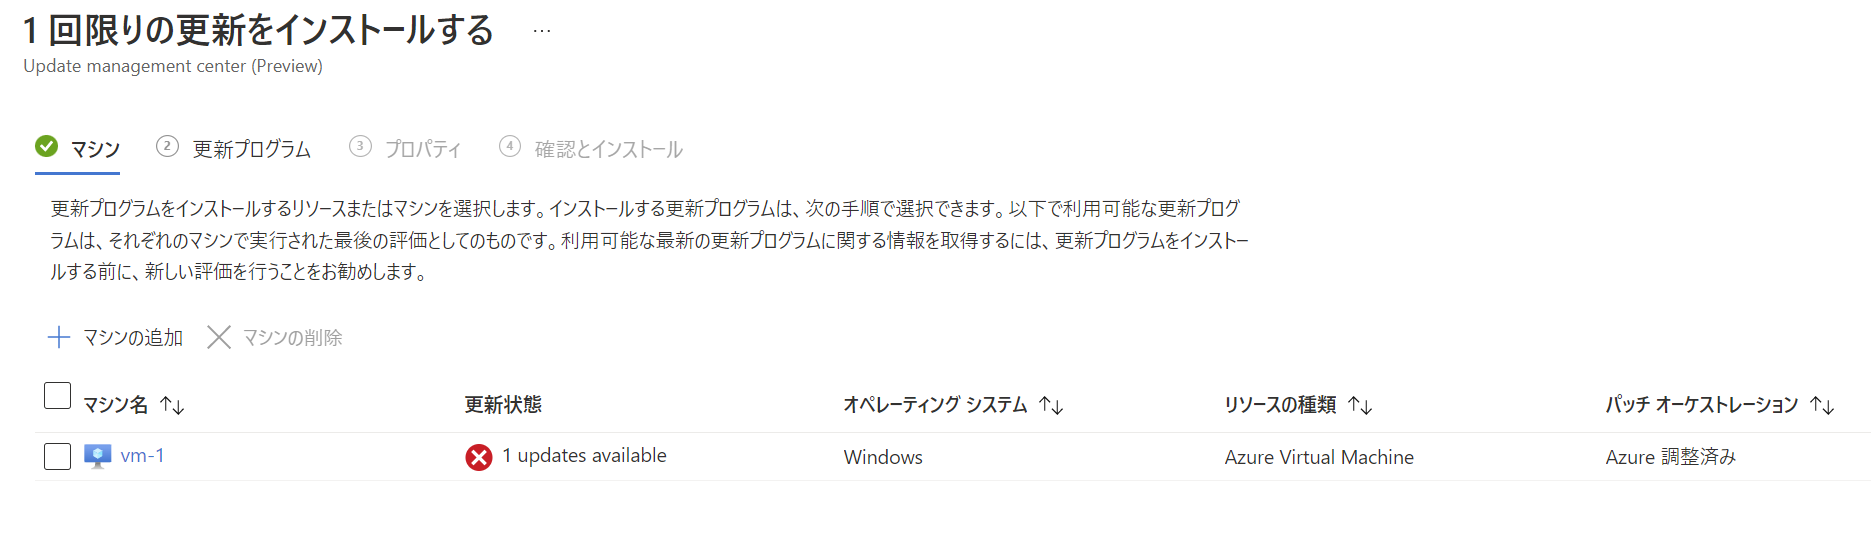 1 回限りの更新をインストールする ...
Update management center (Preview)
マシン 2 更新プログラム 3 プロパティ 4 確認とインストール
更新プログラムをインストールするリソースまたはマシンを選択します。インストールする更新プログラムは、次の手順で選択できます。以下で利用可能な更新プログ
ラムは、それぞれのマシンで実行された最後の評価としてのものです。利用可能な最新の更新プログラムに関する情報を取得するには、更新プログラムをインストー
ルする前に、新しい評価を行うことをお勧めします。
マシンの追加 マシンの削除
マシン名 ↑↓ 更新状態 オペレーティング システム ↑↓ リソースの種類 ↑↓ パッチ オーケストレーション ↑↓
vm-1 1 updates available Windows Azure Virtual Machine Azure 調整済み